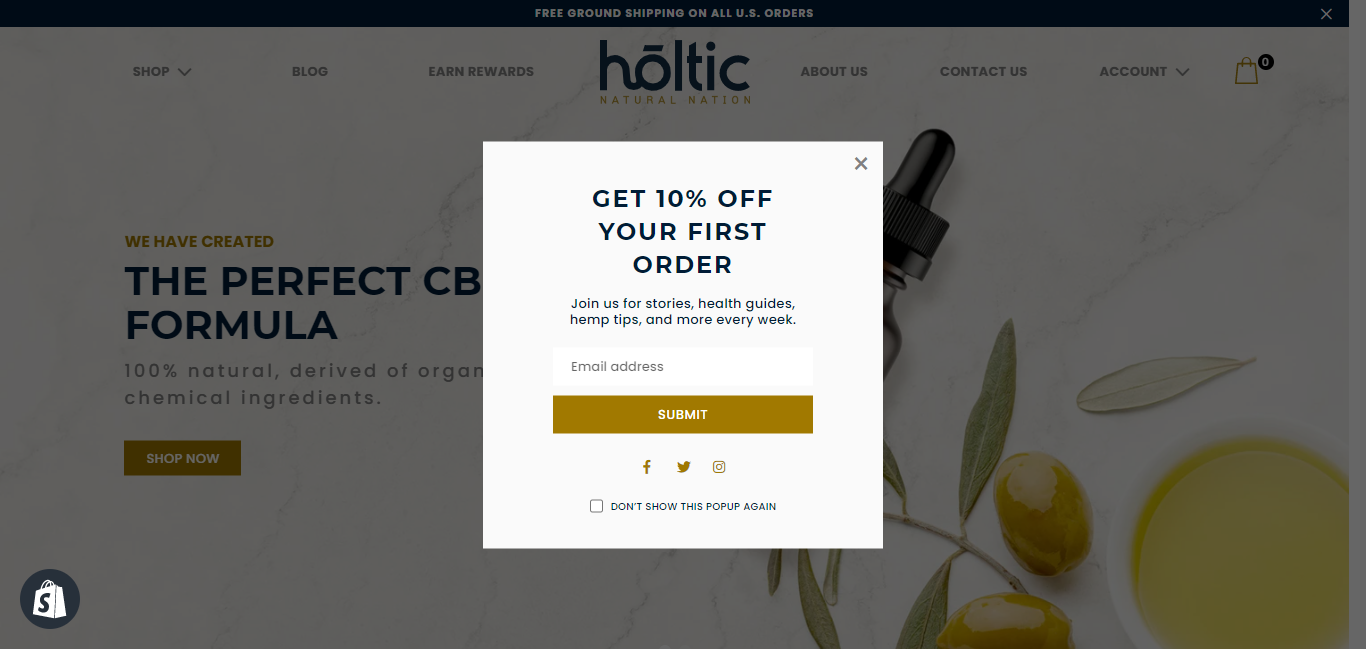 FREE GROUND SHIPPING ON ALL U.S. ORDERS
SHOP
BLOG
EARN REWARDS
hōltic
NATURAL NATION
ABOUT US
CONTACT US
ACCOUNT
0
WE HAVE CREATED
THE PERFECT CB
FORMULA
100% natural, derived of organ
chemical ingredients.
SHOP NOW
GET 10% OFF
YOUR FIRST
ORDER
Join us for stories, health guides,
hemp tips, and more every week.
Email address
SUBMIT
DON'T SHOW THIS POPUP AGAIN
S